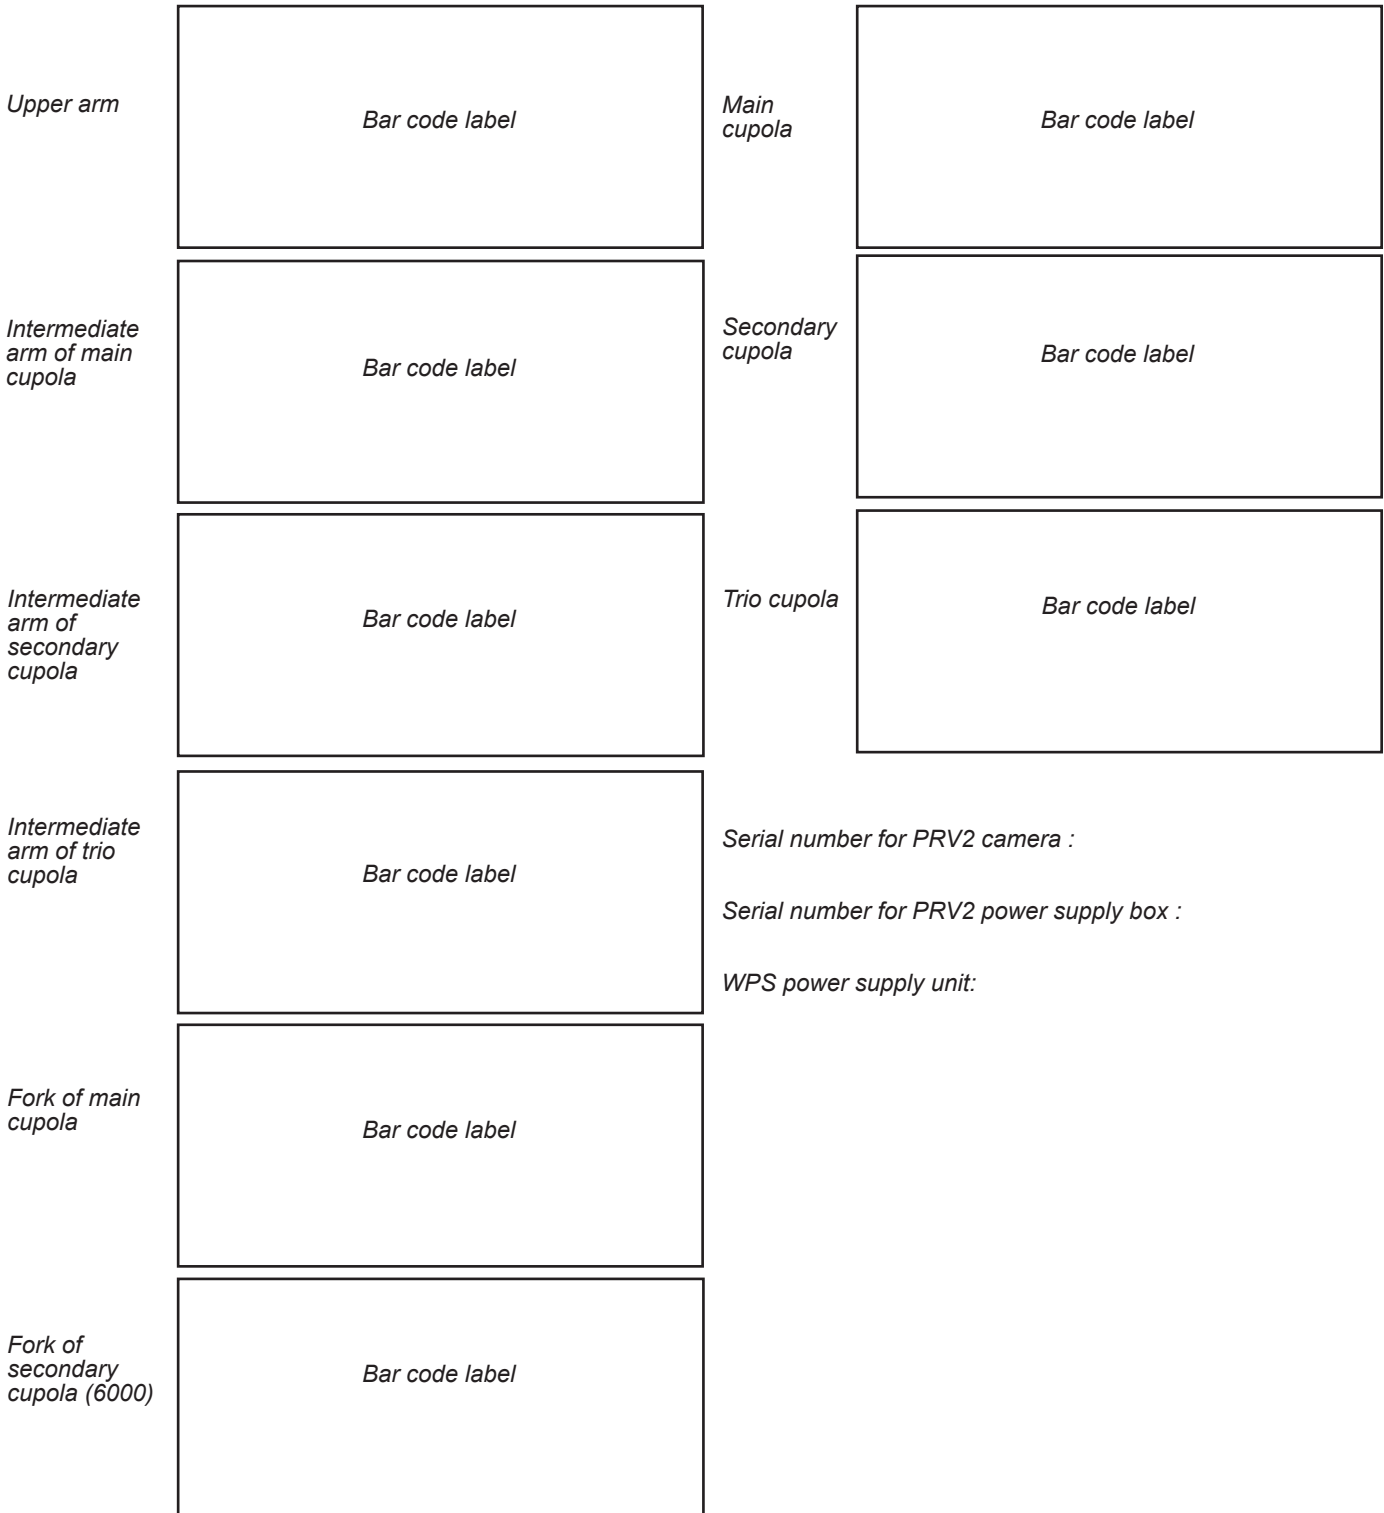 Upper arm
Bar code label
Main
cupola
Bar code label
Intermediate
arm of main
cupola
Bar code label
Secondary
cupola
Bar code label
Intermediate
arm of
secondary
cupola
Bar code label
Trio cupola
Bar code label
Intermediate
arm of trio
cupola
Bar code label
Serial number for PRV2 camera :
Serial number for PRV2 power supply box :
WPS power supply unit:
Fork of main
cupola
Bar code label
Fork of
secondary
cupola (6000)
Bar code label